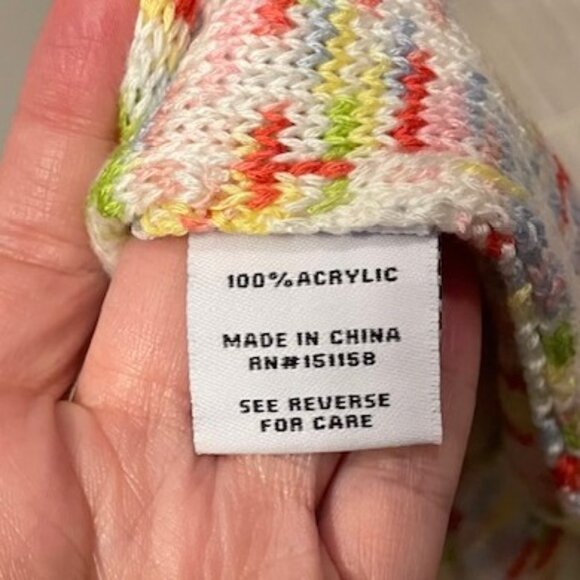 100% ACRYLIC
MADE IN CHINA
RN#151158
SEE REVERSE
FOR CARE